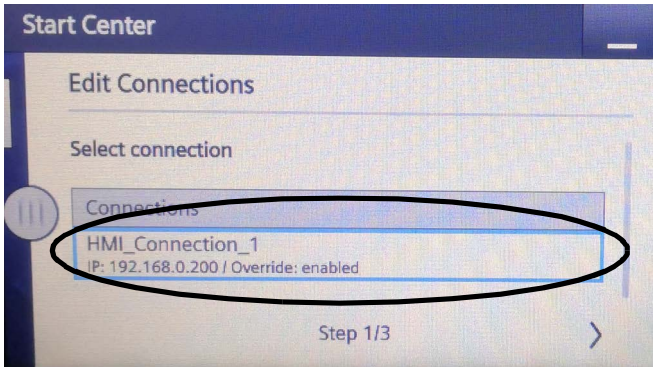 Start Center
Edit Connections
Select connection
Connections
HMI_Connection_1
IP: 192.168.0.200 / Override: enabled
Step 1/3